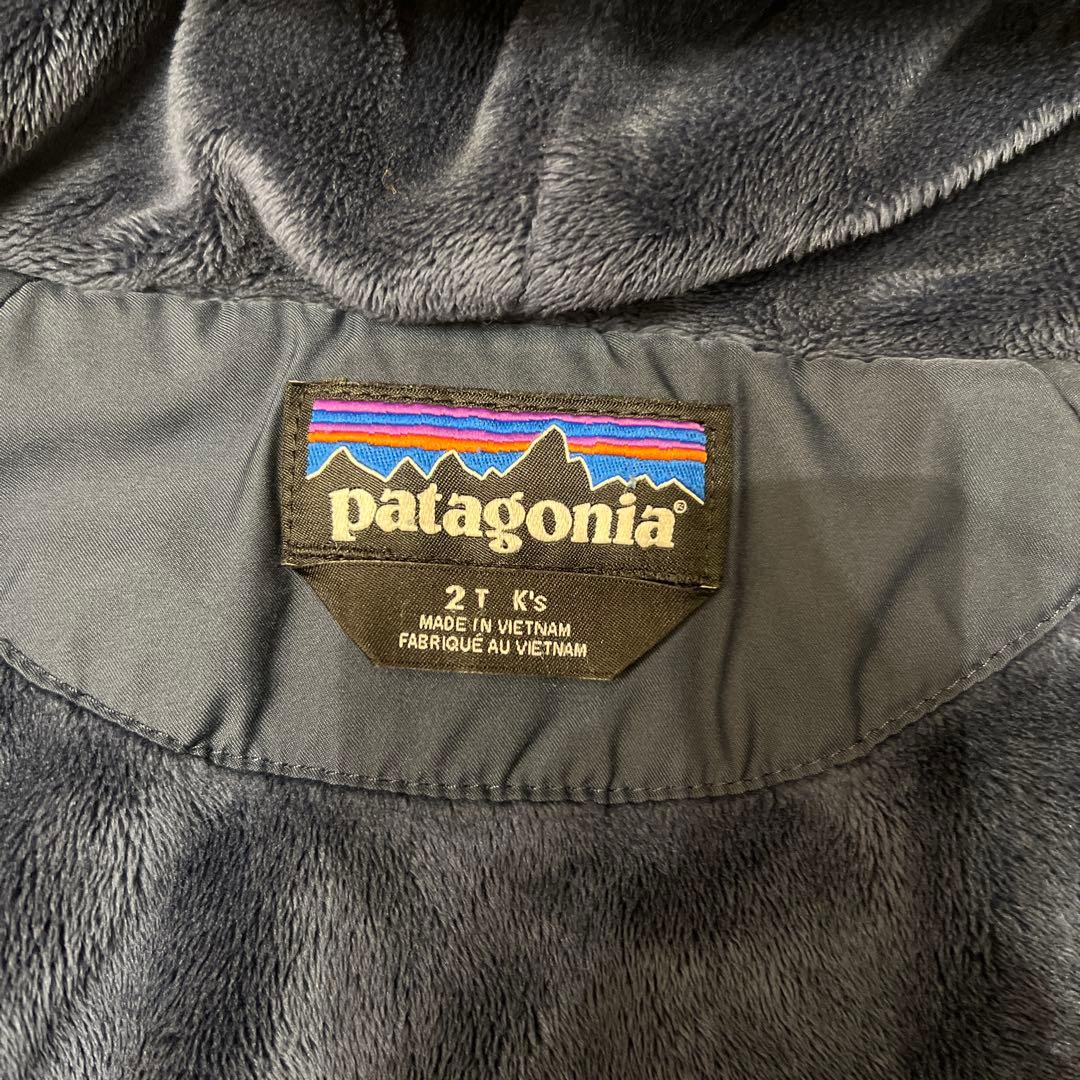 patagonia®
2T K's
MADE IN VIETNAM
FABRIQUÉ AU VIETNAM